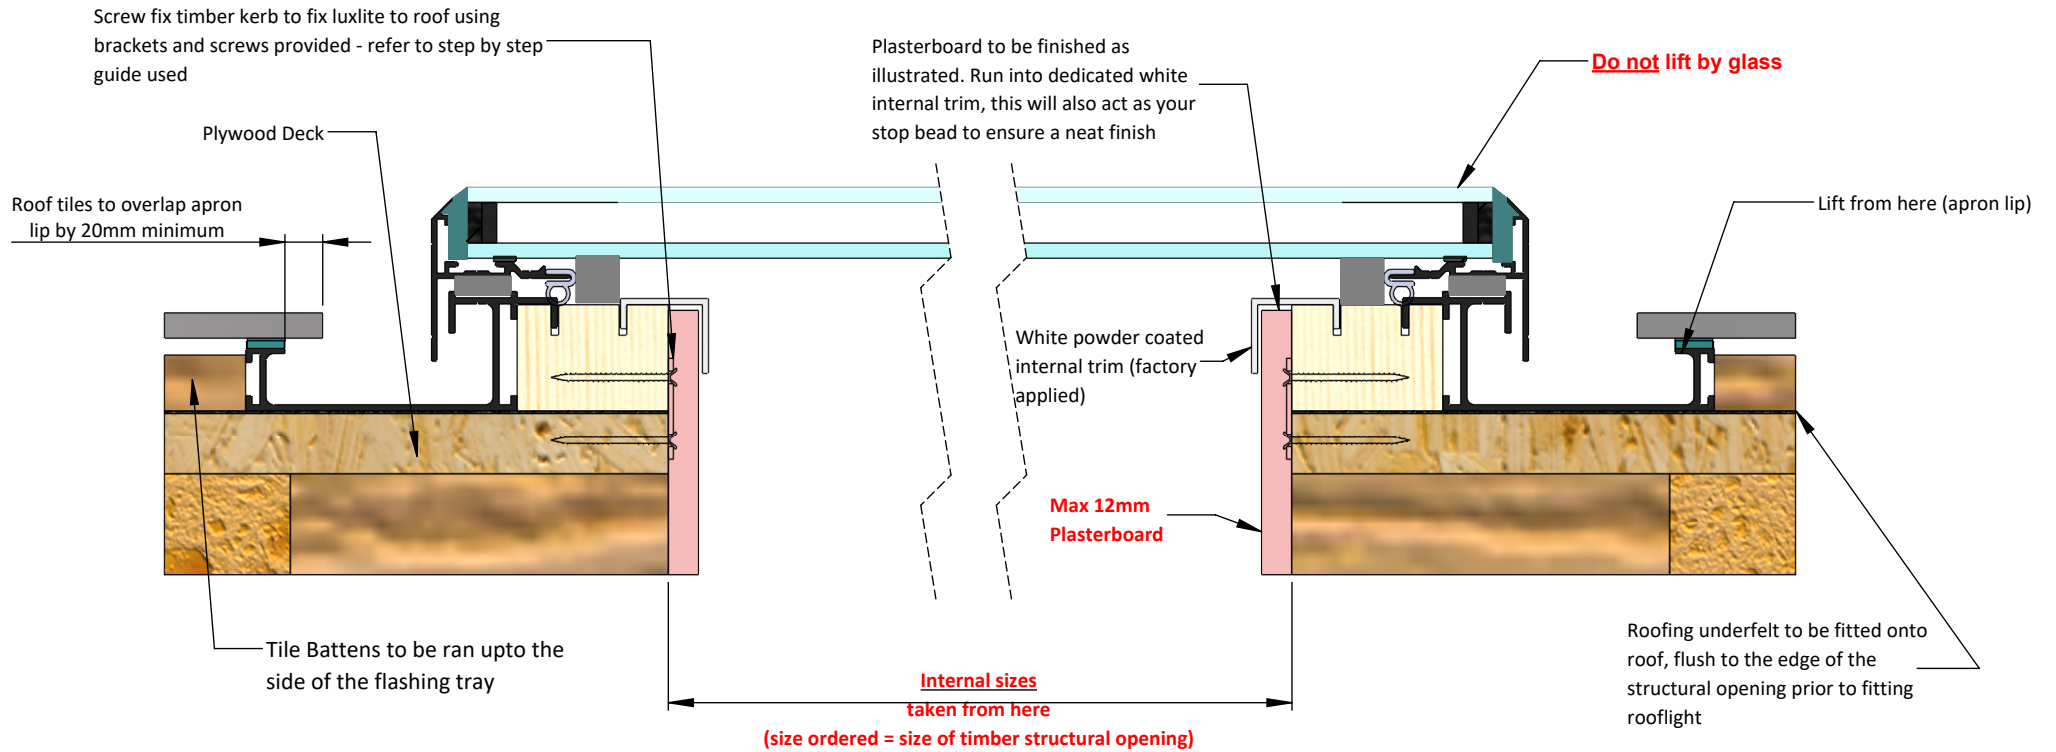 Screw fix timber kerb to fix luxlite to roof using
brackets and screws provided - refer to step by step
guide used
Plasterboard to be finished as
illustrated. Run into dedicated white
internal trim, this will also act as your
stop bead to ensure a neat finish
Do not lift by glass
Plywood Deck
Roof tiles to overlap apron
lip by 20mm minimum
Lift from here (apron lip)
White powder coated
internal trim (factory
applied)
Max 12mm
Plasterboard
Tile Battens to be ran upto the
side of the flashing tray
Internal sizes
taken from here
(size ordered = size of timber structural opening)
Roofing underfelt to be fitted onto
roof, flush to the edge of the
structural opening prior to fitting
rooflight